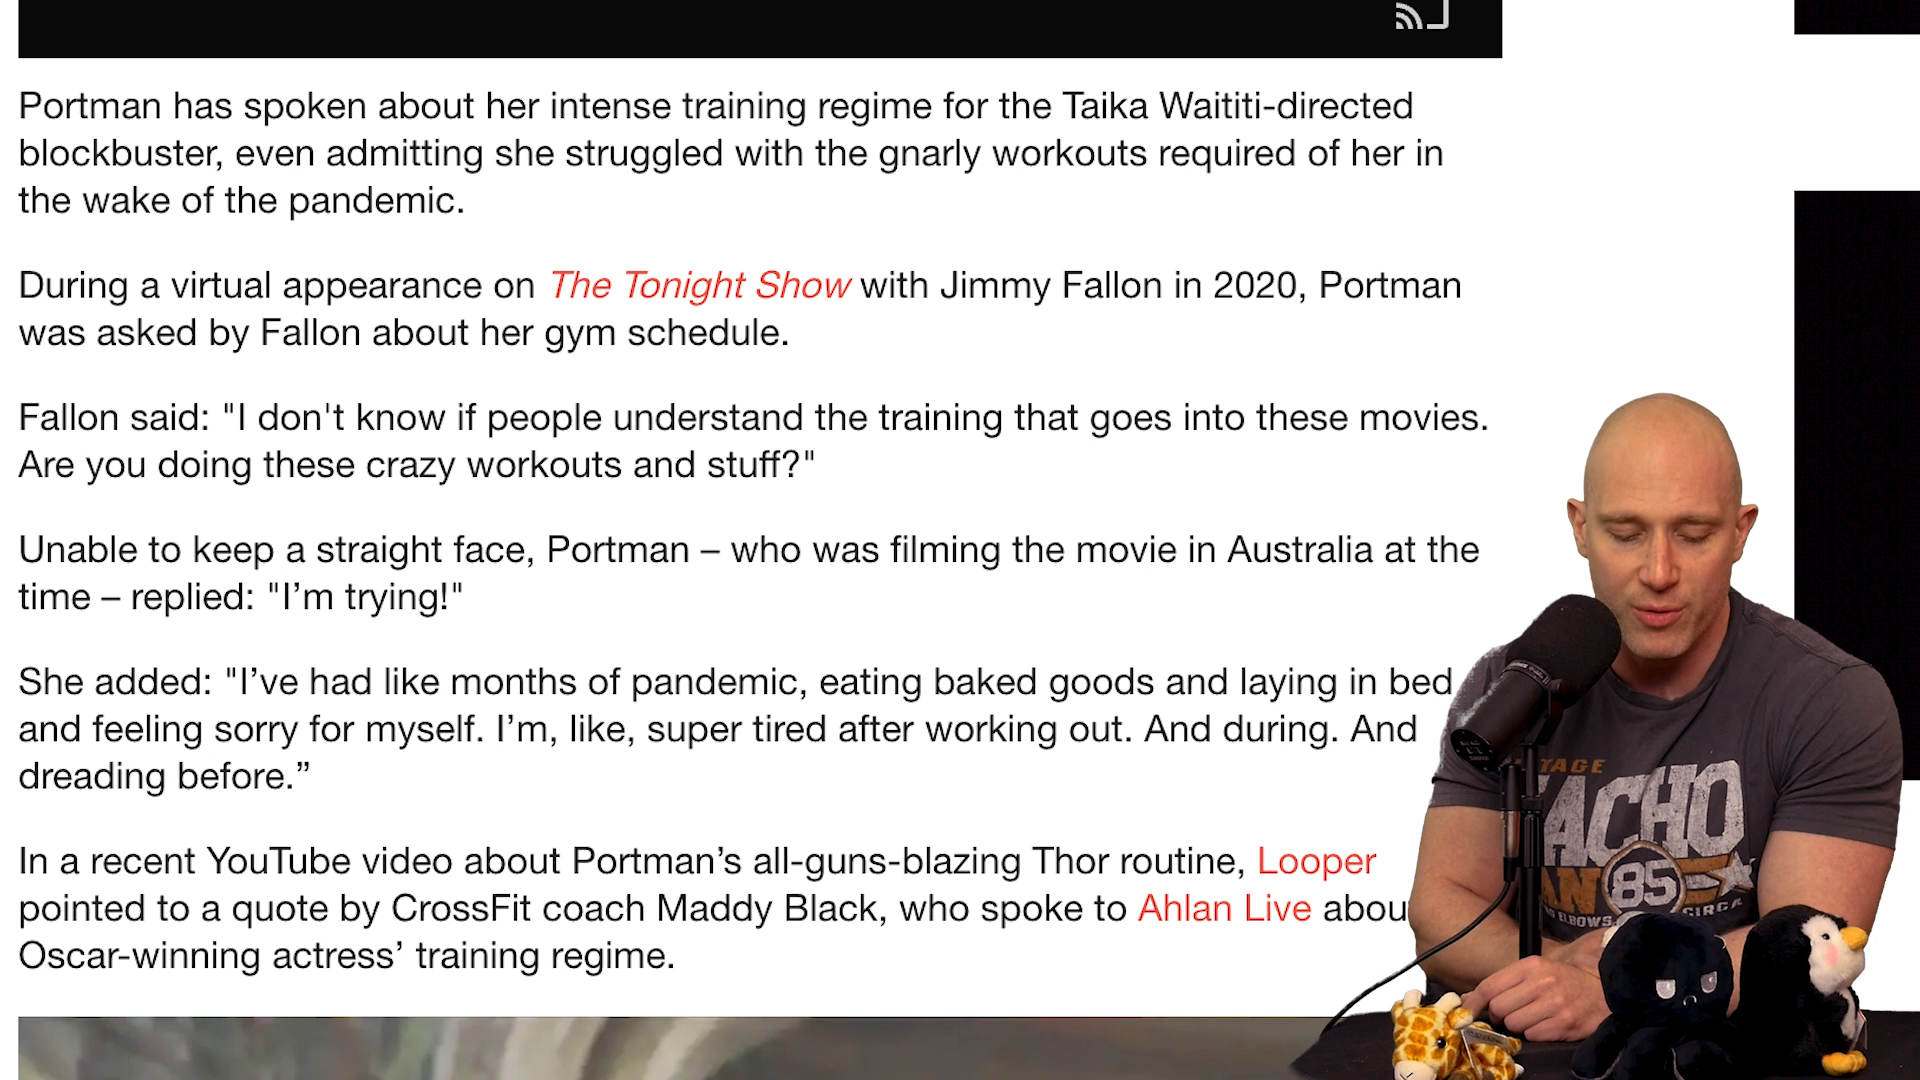 Portman has spoken about her intense training regime for the Taika Waititi-directed
blockbuster, even admitting she struggled with the gnarly workouts required of her in
the wake of the pandemic.
During a virtual appearance on The Tonight Show with Jimmy Fallon in 2020, Portman
was asked by Fallon about her gym schedule.
Fallon said: "I don't know if people understand the training that goes into these movies.
Are you doing these crazy workouts and stuff?"
Unable to keep a straight face, Portman – who was filming the movie in Australia at the
time – replied: "I’m trying!"
She added: "I’ve had like months of pandemic, eating baked goods and laying in bed
and feeling sorry for myself. I’m, like, super tired after working out. And during. And
dreading before.”
In a recent YouTube video about Portman’s all-guns-blazing Thor routine, Looper
pointed to a quote by CrossFit coach Maddy Black, who spoke to Ahlan Live abou
Oscar-winning actress’ training regime.
TAGE
ACHO
AN 85
ELBOWS CIRCA